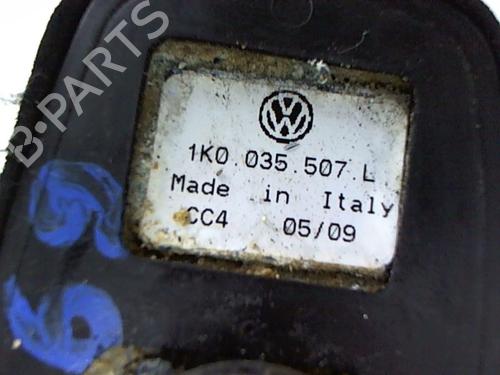 B-PARTS
1K0.035.507.L
Made in Italy
CC4 05/09